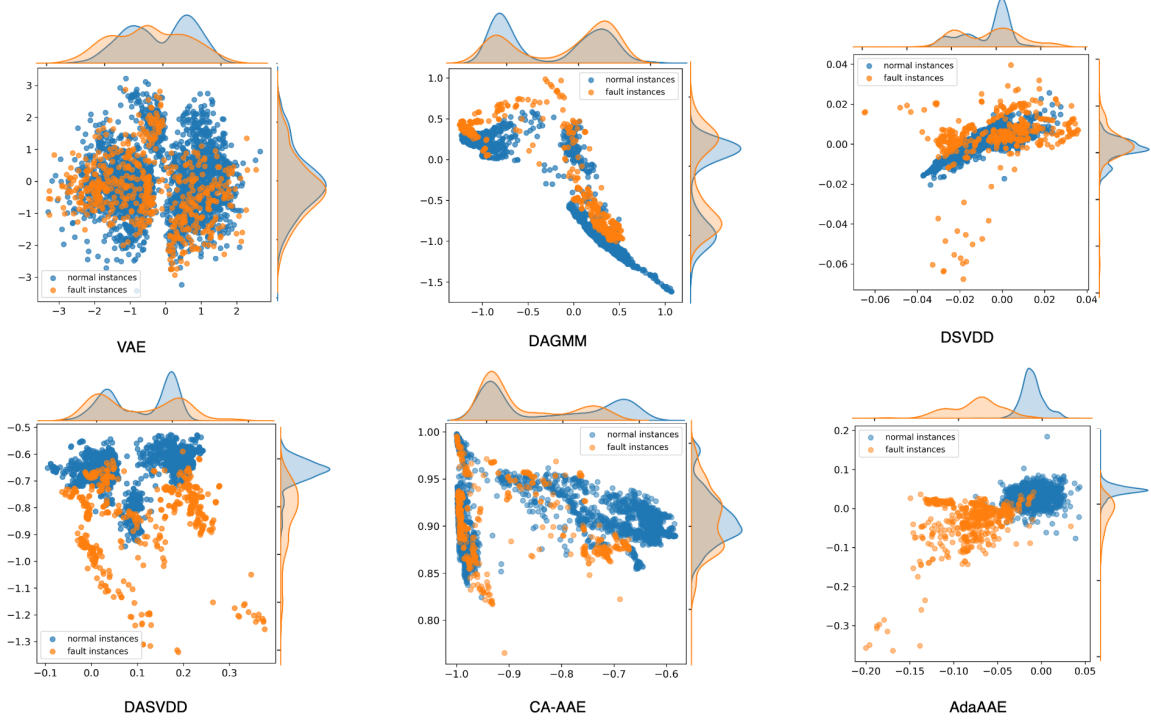 3
2
1
0
−1
−2
−3
normal instances
fault instances
−3 −2 −1 0 1 2
VAE
1.0
0.5
0.0
−0.5
−1.0
−1.5
normal instances
fault instances
−1.0 −0.5 0.0 0.5 1.0
DAGMM
0.04
0.02
0.00
−0.02
−0.04
−0.06
normal instances
fault instances
−0.06 −0.04 −0.02 0.00 0.02 0.04
DSVDD
−0.5
−0.6
−0.7
−0.8
−0.9
−1.0
−1.1
−1.2
−1.3
normal instances
fault instances
−0.1 0.0 0.1 0.2 0.3
DASVDD
1.00
0.95
0.90
0.85
0.80
normal instances
fault instances
−1.0 −0.9 −0.8 −0.7 −0.6
CA-AAE
0.2
0.1
0.0
−0.1
−0.2
−0.3
normal instances
fault instances
−0.20 −0.15 −0.10 −0.05 0.00 0.05
AdaAAE